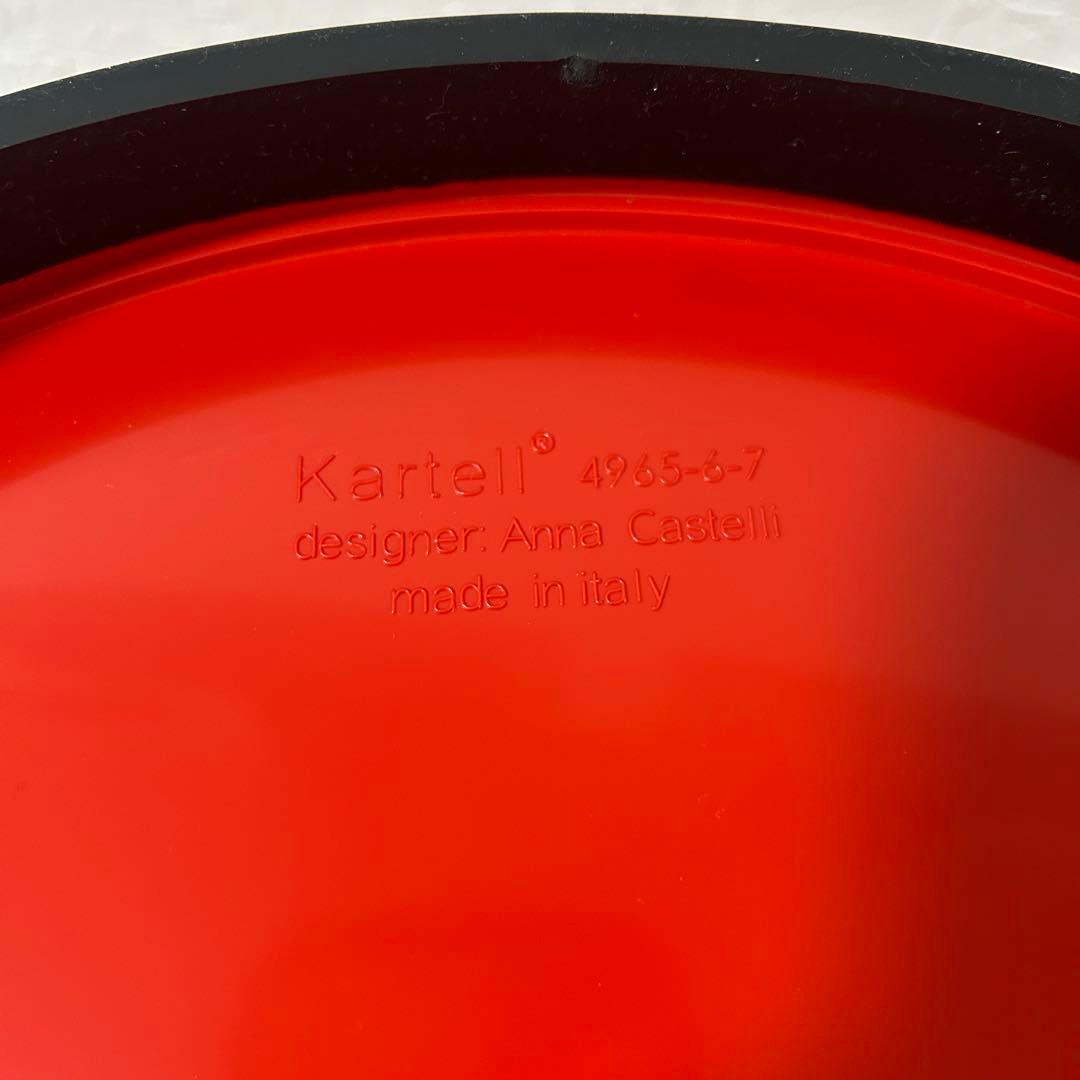 Kartell® 4965-6-7
designer: Anna Castelli
made in italy